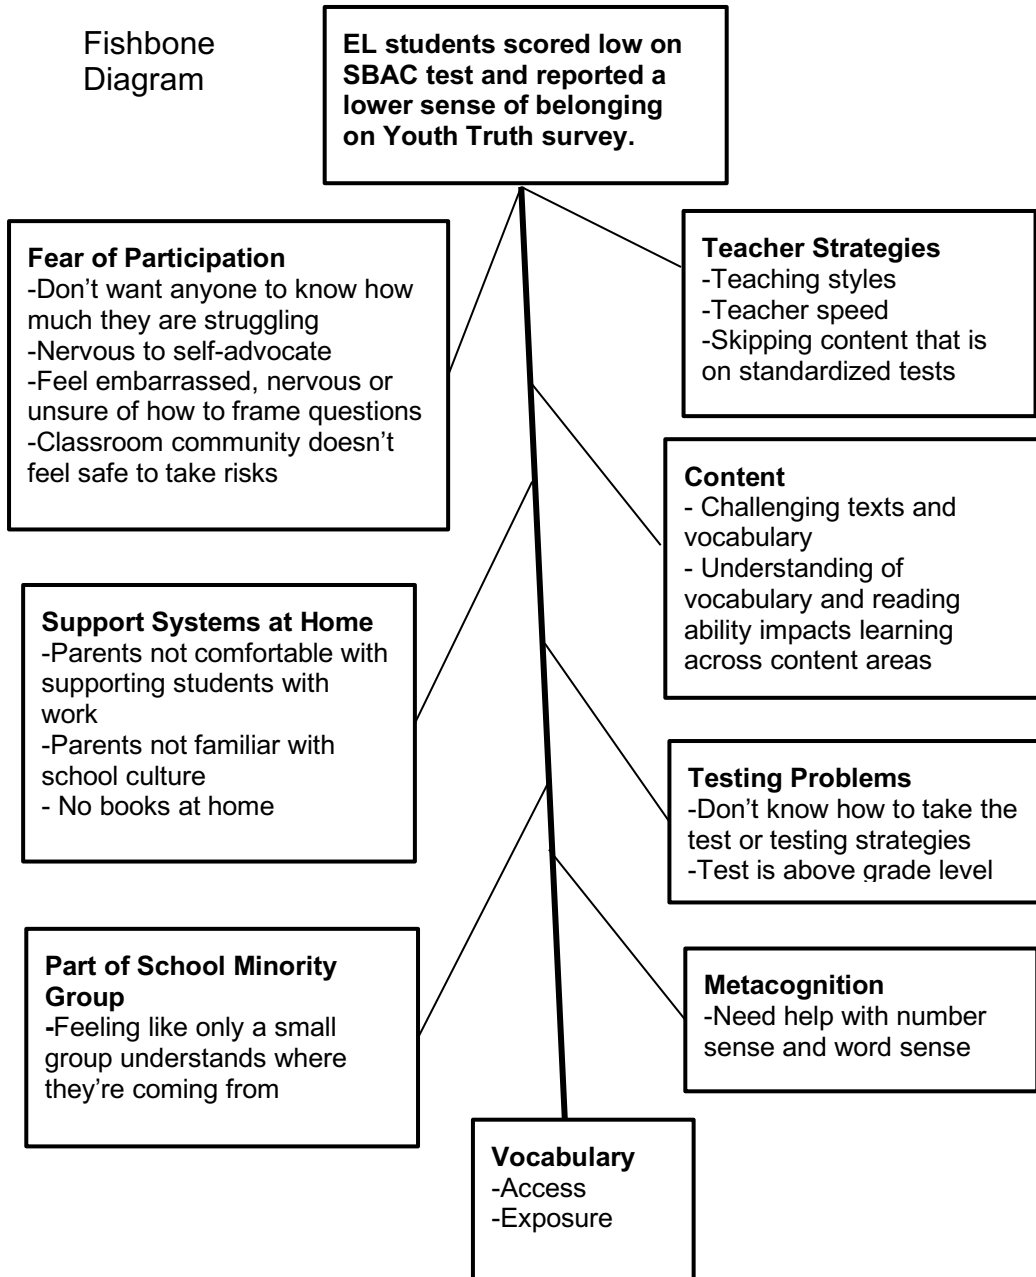 Fishbone
Diagram
EL students scored low on
SBAC test and reported a
lower sense of belonging
on Youth Truth survey.
Fear of Participation
-Don’t want anyone to know how
much they are struggling
-Nervous to self-advocate
-Feel embarrassed, nervous or
unsure of how to frame questions
-Classroom community doesn’t
feel safe to take risks
Teacher Strategies
-Teaching styles
-Teacher speed
-Skipping content that is
on standardized tests
Content
- Challenging texts and
vocabulary
- Understanding of
vocabulary and reading
ability impacts learning
across content areas
Support Systems at Home
-Parents not comfortable with
supporting students with
work
-Parents not familiar with
school culture
- No books at home
Testing Problems
-Don’t know how to take the
test or testing strategies
-Test is above grade level
Part of School Minority
Group
-Feeling like only a small
group understands where
they’re coming from
Metacognition
-Need help with number
sense and word sense
Vocabulary
-Access
-Exposure